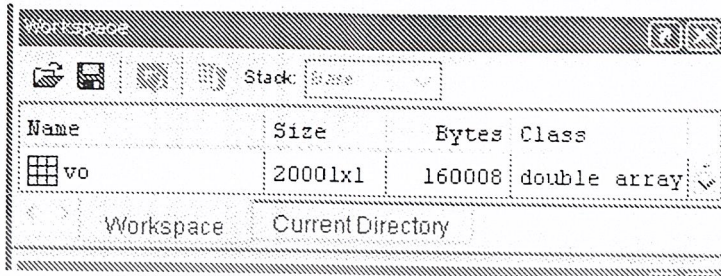 Workspace
Stack: Base
Name Size Bytes Class
vo 20001x1 160008 double array
Workspace Current Directory